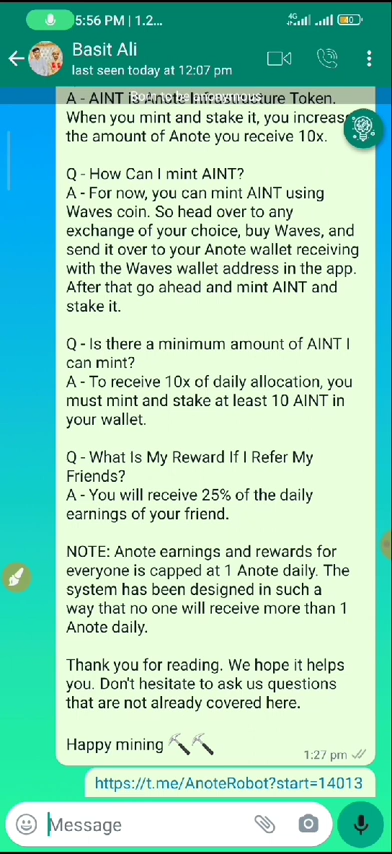 5:56 PM | 1.2...
4G
Basit Ali
last seen today at 12:07 pm
A - AINT is Anote Infrastructure Token.
When you mint and stake it, you increase
the amount of Anote you receive 10x.
Q - How Can I mint AINT?
A - For now, you can mint AINT using
Waves coin. So head over to any
exchange of your choice, buy Waves, and
send it over to your Anote wallet receiving
with the Waves wallet address in the app.
After that go ahead and mint AINT and
stake it.
Q - Is there a minimum amount of AINT I
can mint?
A - To receive 10x of daily allocation, you
must mint and stake at least 10 AINT in
your wallet.
Q - What Is My Reward If I Refer My
Friends?
A - You will receive 25% of the daily
earnings of your friend.
NOTE: Anote earnings and rewards for
everyone is capped at 1 Anote daily. The
system has been designed in such a
way that no one will receive more than 1
Anote daily.
Thank you for reading. We hope it helps
you. Don't hesitate to ask us questions
that are not already covered here.
Happy mining
1:27 pm
https://t.me/AnoteRobot?start=14013
Message